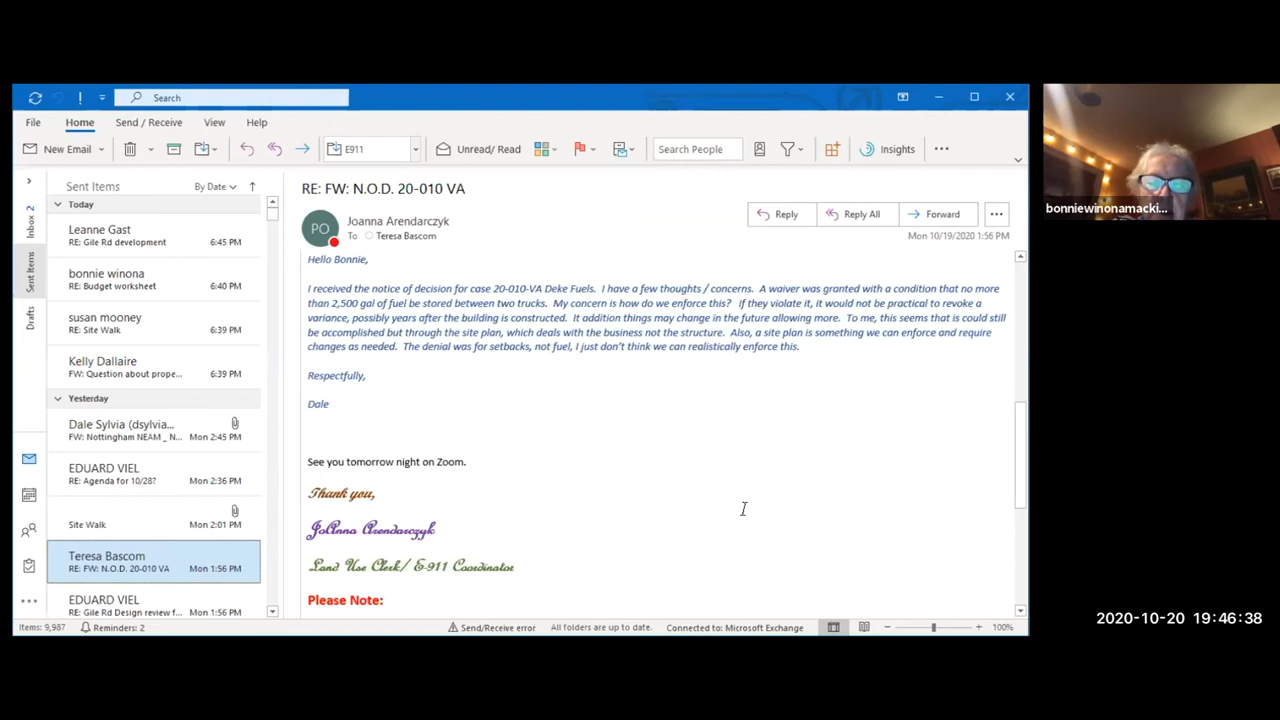 Search
File Home Send / Receive View Help
New Email E911 Unread/ Read Search People Insights
Sent Items By Date
Today
Leanne Gast
RE: Gile Rd development 6:45 PM
bonnie winona
RE: Budget worksheet 6:40 PM
susan mooney
RE: Site Walk 6:39 PM
Kelly Dallaire
FW: Question about prope... 6:39 PM
Yesterday
Dale Sylvia (dsylvia...
FW: Nottingham NEAM _ N... Mon 2:45 PM
EDUARD VIEL
RE: Agenda for 10/28? Mon 2:36 PM
Site Walk Mon 2:01 PM
Teresa Bascom
RE: FW: N.O.D. 20-010 VA Mon 1:56 PM
EDUARD VIEL
RE: Gile Rd Design review f... Mon 1:56 PM
Inbox 2
Sent Items
Drafts
RE: FW: N.O.D. 20-010 VA
PO
Joanna Arendarczyk
To Teresa Bascom
Reply Reply All Forward
Mon 10/19/2020 1:56 PM
Hello Bonnie,
I received the notice of decision for case 20-010-VA Deke Fuels. I have a few thoughts / concerns. A waiver was granted with a condition that no more
than 2,500 gal of fuel be stored between two trucks. My concern is how do we enforce this? If they violate it, it would not be practical to revoke a
variance, possibly years after the building is constructed. It addition things may change in the future allowing more. To me, this seems that is could still
be accomplished but through the site plan, which deals with the business not the structure. Also, a site plan is something we can enforce and require
changes as needed. The denial was for setbacks, not fuel, I just don't think we can realistically enforce this.
Respectfully,
Dale
See you tomorrow night on Zoom.
Thank you,
JoAnna Arendarczyk
Land Use Clerk/ E-911 Coordinator
Please Note:
Items: 9,987 Reminders: 2 Send/Receive error All folders are up to date. Connected to: Microsoft Exchange 100%
bonniewinonamacki...
2020-10-20 19:46:38